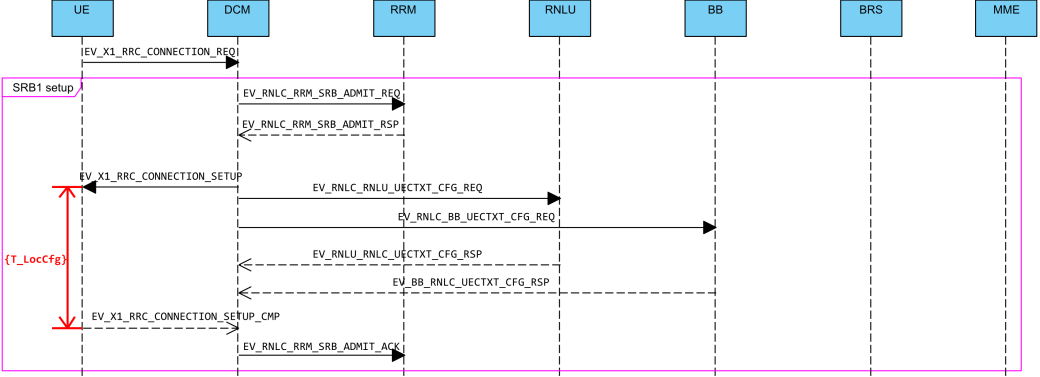 UE DCM RRM RNLU BB BRS MME
EV_X1_RRC_CONNECTION_REQ
SRB1 setup
EV_RNLC_RRM_SRB_ADMIT_REQ
EV_RNLC_RRM_SRB_ADMIT_RSP
EV_X1_RRC_CONNECTION_SETUP
EV_RNLC_RNLU_UECTXT_CFG_REQ
EV_RNLC_BB_UECTXT_CFG_REQ
EV_RNLU_RNLC_UECTXT_CFG_RSP
{T_LocCfg}
EV_BB_RNLC_UECTXT_CFG_RSP
EV_X1_RRC_CONNECTION_SETUP_CMP
EV_RNLC_RRM_SRB_ADMIT_ACK